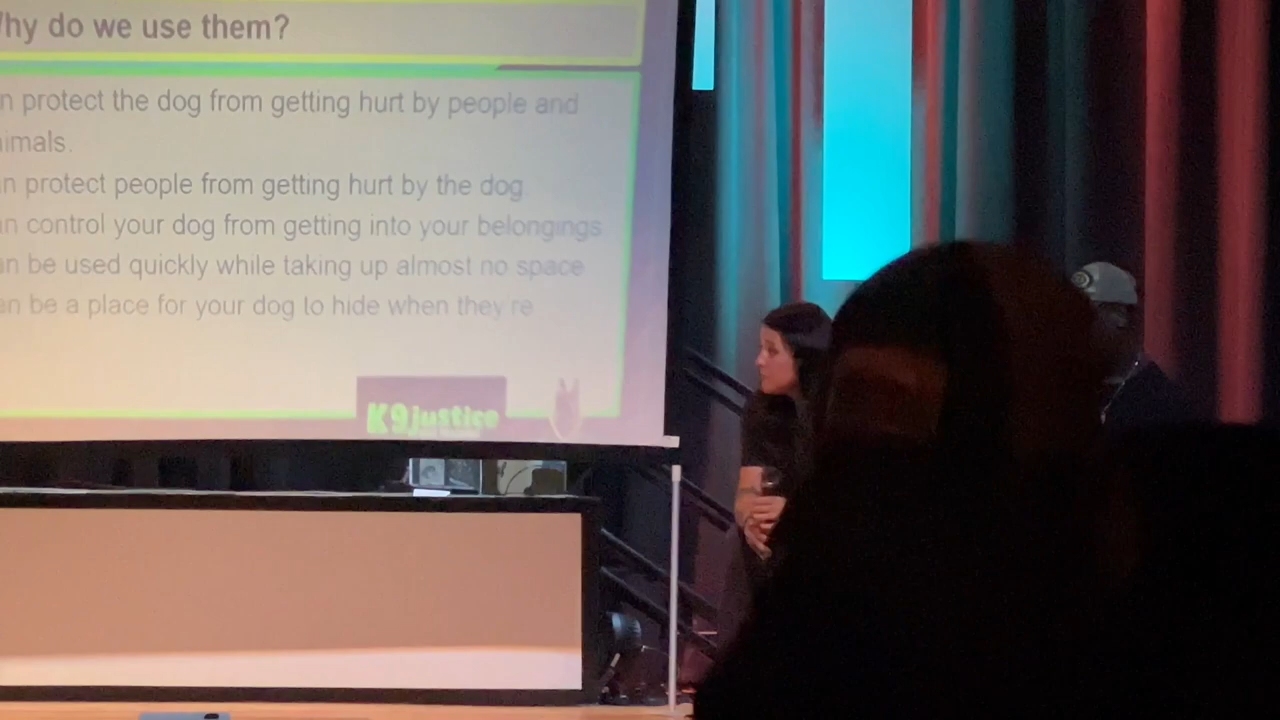 hy do we use them?
n protect the dog from getting hurt by people and
imals.
n protect people from getting hurt by the dog
n control your dog from getting into your belongings
an be used quickly while taking up almost no space
an be a place for your dog to hide when they're
K9justice